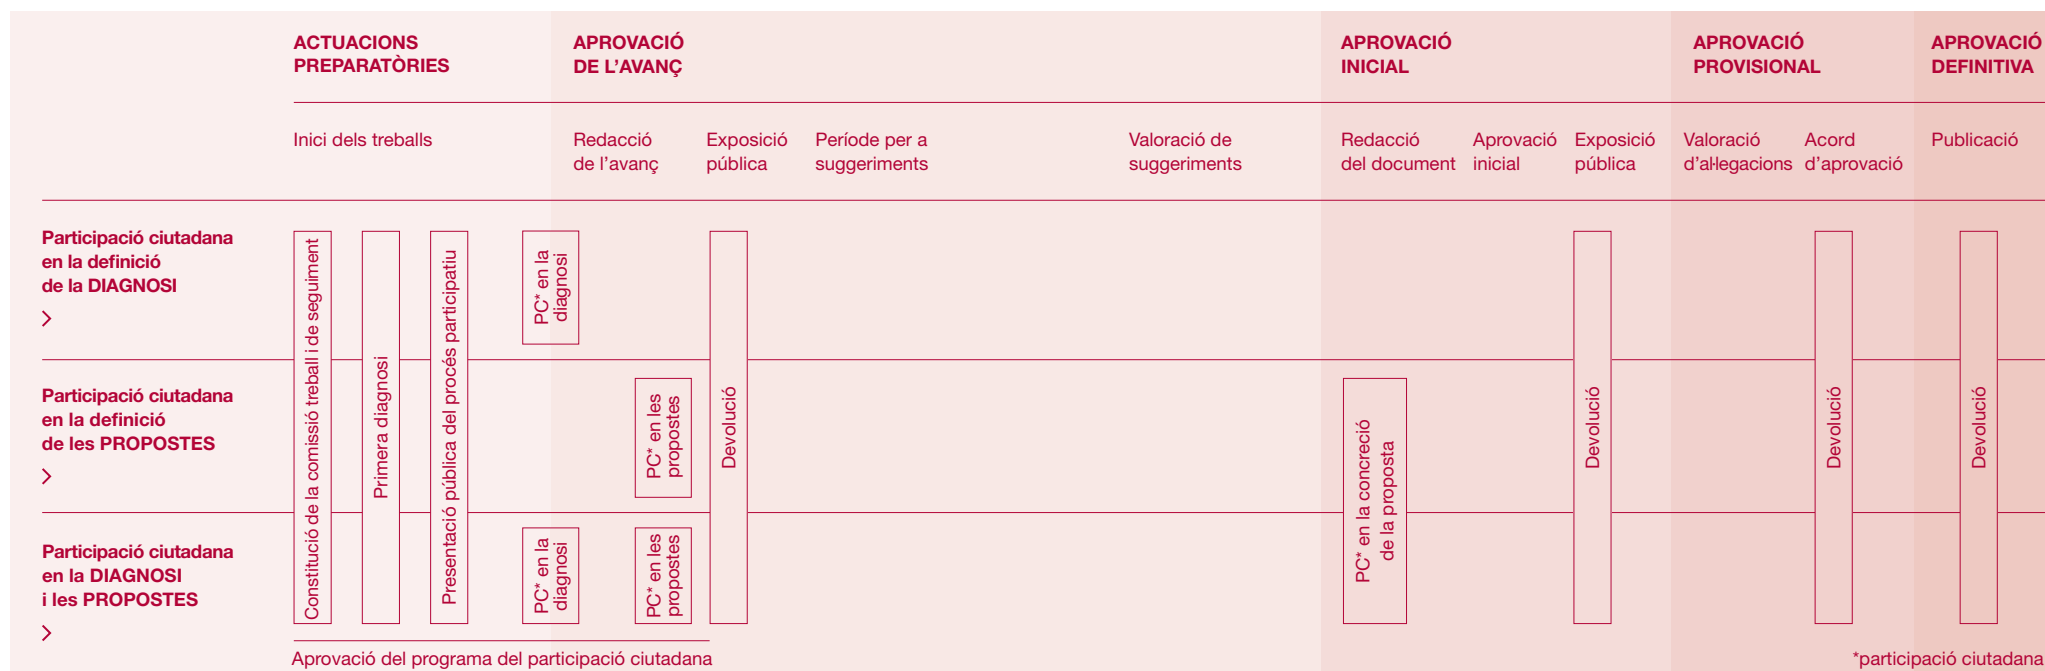 ACTUACIONS
PREPARATÒRIES
APROVACIÓ
DE L'AVANÇ
APROVACIÓ
INICIAL
APROVACIÓ
PROVISIONAL
APROVACIÓ
DEFINITIVA
Inici dels treballs
Redacció
de l'avanç
Exposició
pública
Període per a
suggeriments
Valoració de
suggeriments
Redacció
del document
Aprovació
inicial
Exposició
pública
Valoració
d'al·legacions
Acord
d'aprovació
Publicació
Participació ciutadana
en la definició
de la DIAGNOSI
>
Participació ciutadana
en la definició
de les PROPOSTES
>
Participació ciutadana
en la DIAGNOSI
i les PROPOSTES
>
Constitució de la comissió treball i de seguiment
Primera diagnosi
Presentació pública del procés participatiu
PC* en la
diagnosi
PC* en les
propostes
PC* en la
diagnosi
PC* en les
propostes
Devolució
PC* en la concreció
de la proposta
Devolució
Devolució
Devolució
Aprovació del programa del participació ciutadana
*participació ciutadana